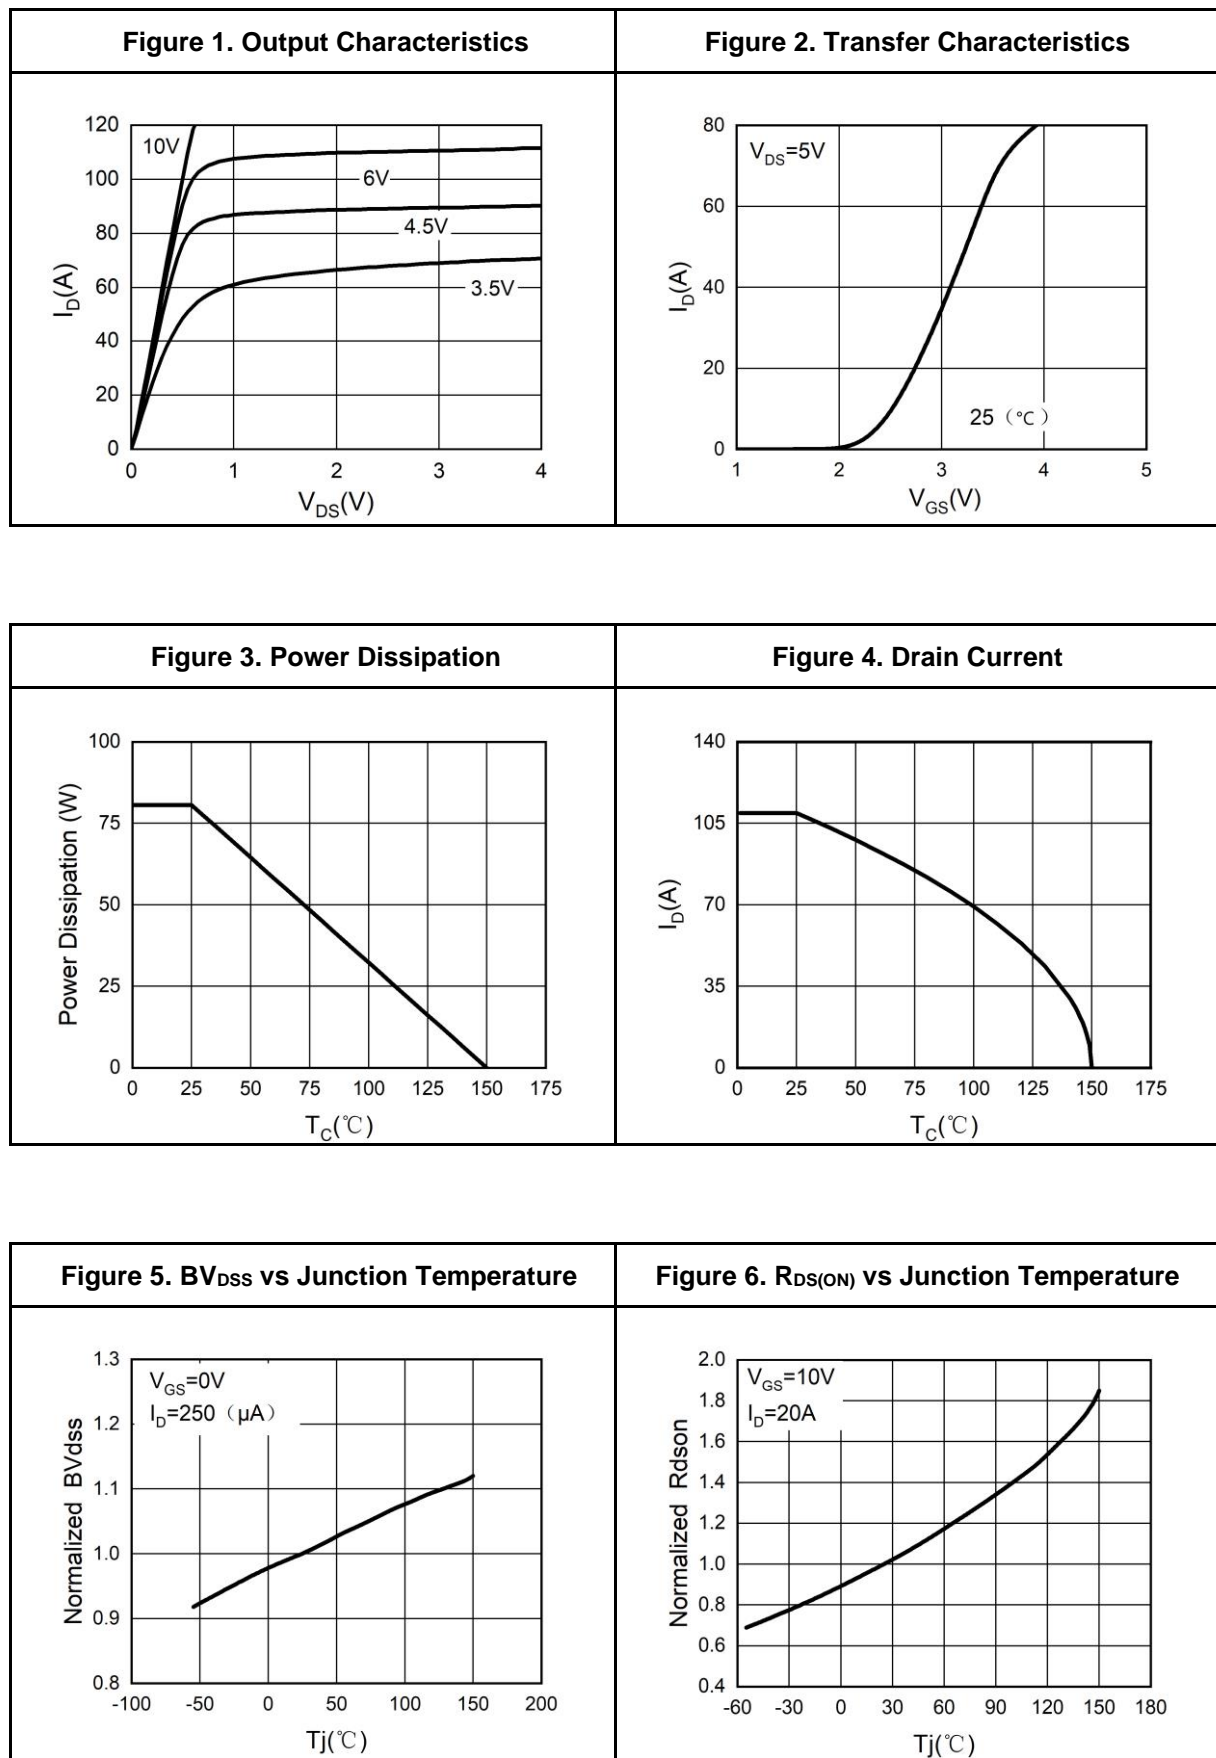 Figure 1. Output Characteristics
Figure 2. Transfer Characteristics
120
100
80
60
40
20
0
I_D(A)
10V
6V
4.5V
3.5V
0 1 2 3 4
V_DS(V)
80
60
40
20
0
I_D(A)
V_DS=5V
25（℃）
1 2 3 4 5
V_GS(V)
Figure 3. Power Dissipation
Figure 4. Drain Current
100
75
50
25
0
Power Dissipation (W)
0 25 50 75 100 125 150 175
T_C(℃)
140
105
70
35
0
I_D(A)
0 25 50 75 100 125 150 175
T_C(℃)
Figure 5. BV_DSS vs Junction Temperature
Figure 6. R_DS(ON) vs Junction Temperature
1.3
1.2
1.1
1.0
0.9
0.8
Normalized BVdss
V_GS=0V
I_D=250（μA）
-100 -50 0 50 100 150 200
Tj(℃)
2.0
1.8
1.6
1.4
1.2
1.0
0.8
0.6
0.4
Normalized Rdson
V_GS=10V
I_D=20A
-60 -30 0 30 60 90 120 150 180
Tj(℃)